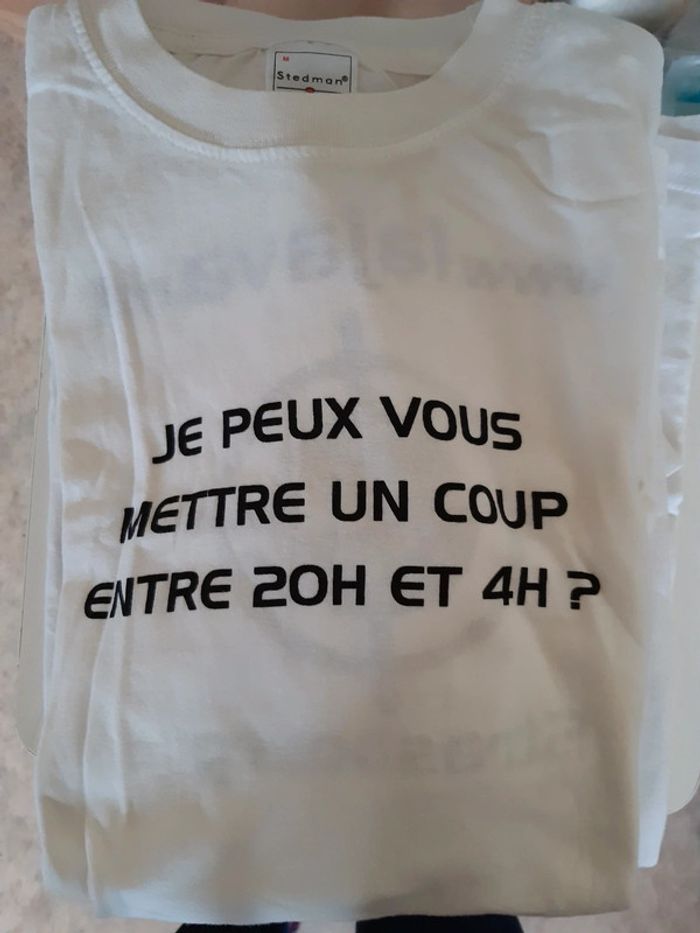 M
Stedman®
JE PEUX VOUS
METTRE UN COUP
ENTRE 20H ET 4H ?